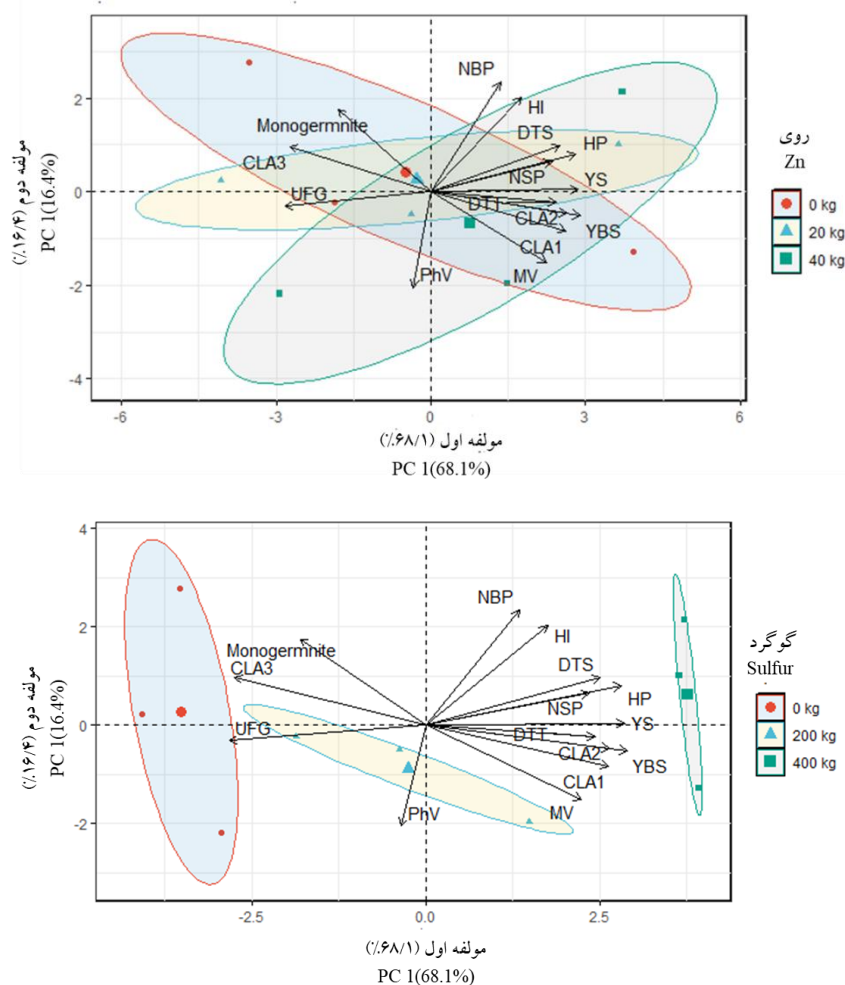 NBP
HI
DTS
HP
Monogermnite
CLA3
NSP
YS
UFG
DTT
CLA2
YBS
CLA1
PhV
MV
2
0
-2
-4
-6
-3
0
3
6
مولفه دوم (۱۶/۴٪)
PC 1(16.4%)
مولفه اول (۶۸/۱٪)
PC 1(68.1%)
روی
Zn
0 kg
20 kg
40 kg
NBP
HI
Monogermnite
DTS
CLA3
HP
NSP
YS
UFG
DTT
CLA2
YBS
CLA1
PhV
MV
4
2
0
-2
-2.5
0.0
2.5
مولفه دوم (۱۶/۴٪)
PC 1(16.4%)
مولفه اول (۶۸/۱٪)
PC 1(68.1%)
گوگرد
Sulfur
0 kg
200 kg
400 kg